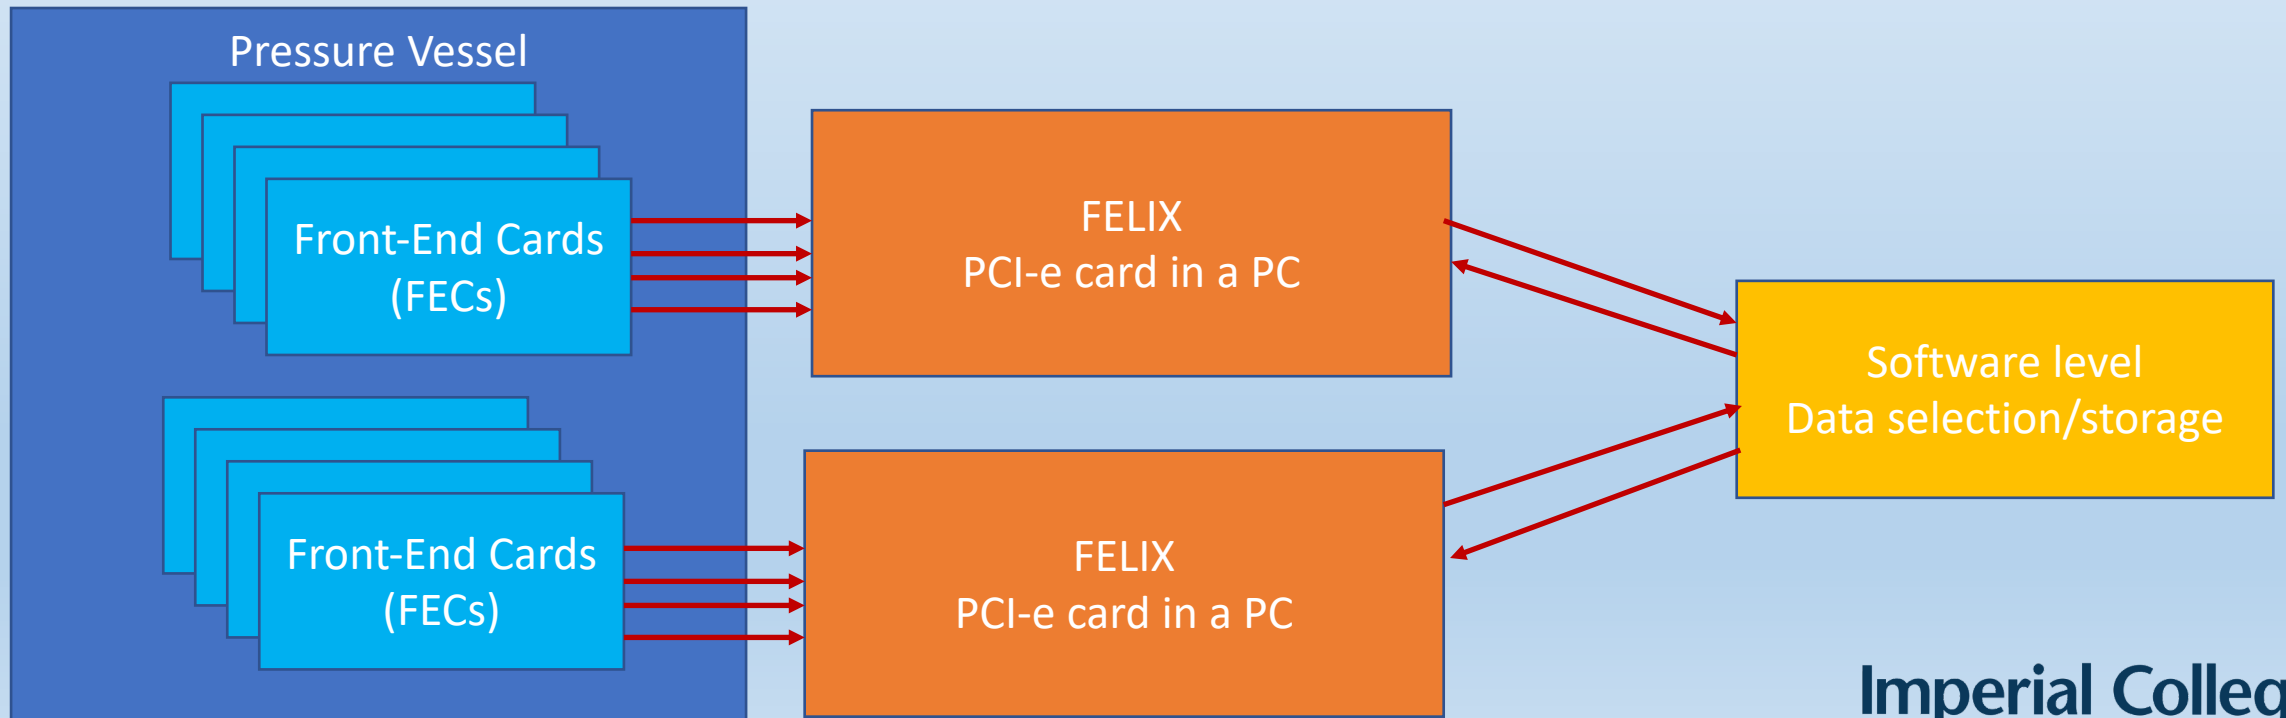 Pressure Vessel
Front-End Cards
(FECs)
FELIX
PCI-e card in a PC
Software level
Data selection/storage
Front-End Cards
(FECs)
FELIX
PCI-e card in a PC
Imperial